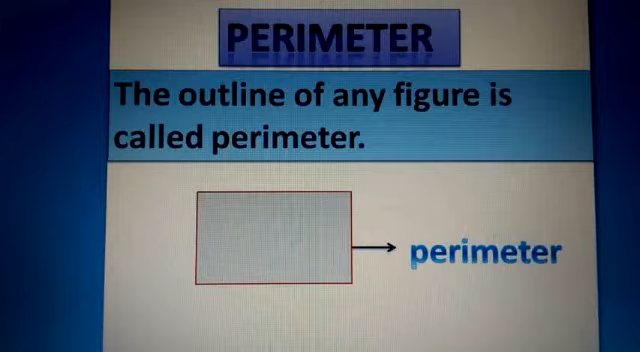 PERIMETER
The outline of any figure is
called perimeter.
perimeter